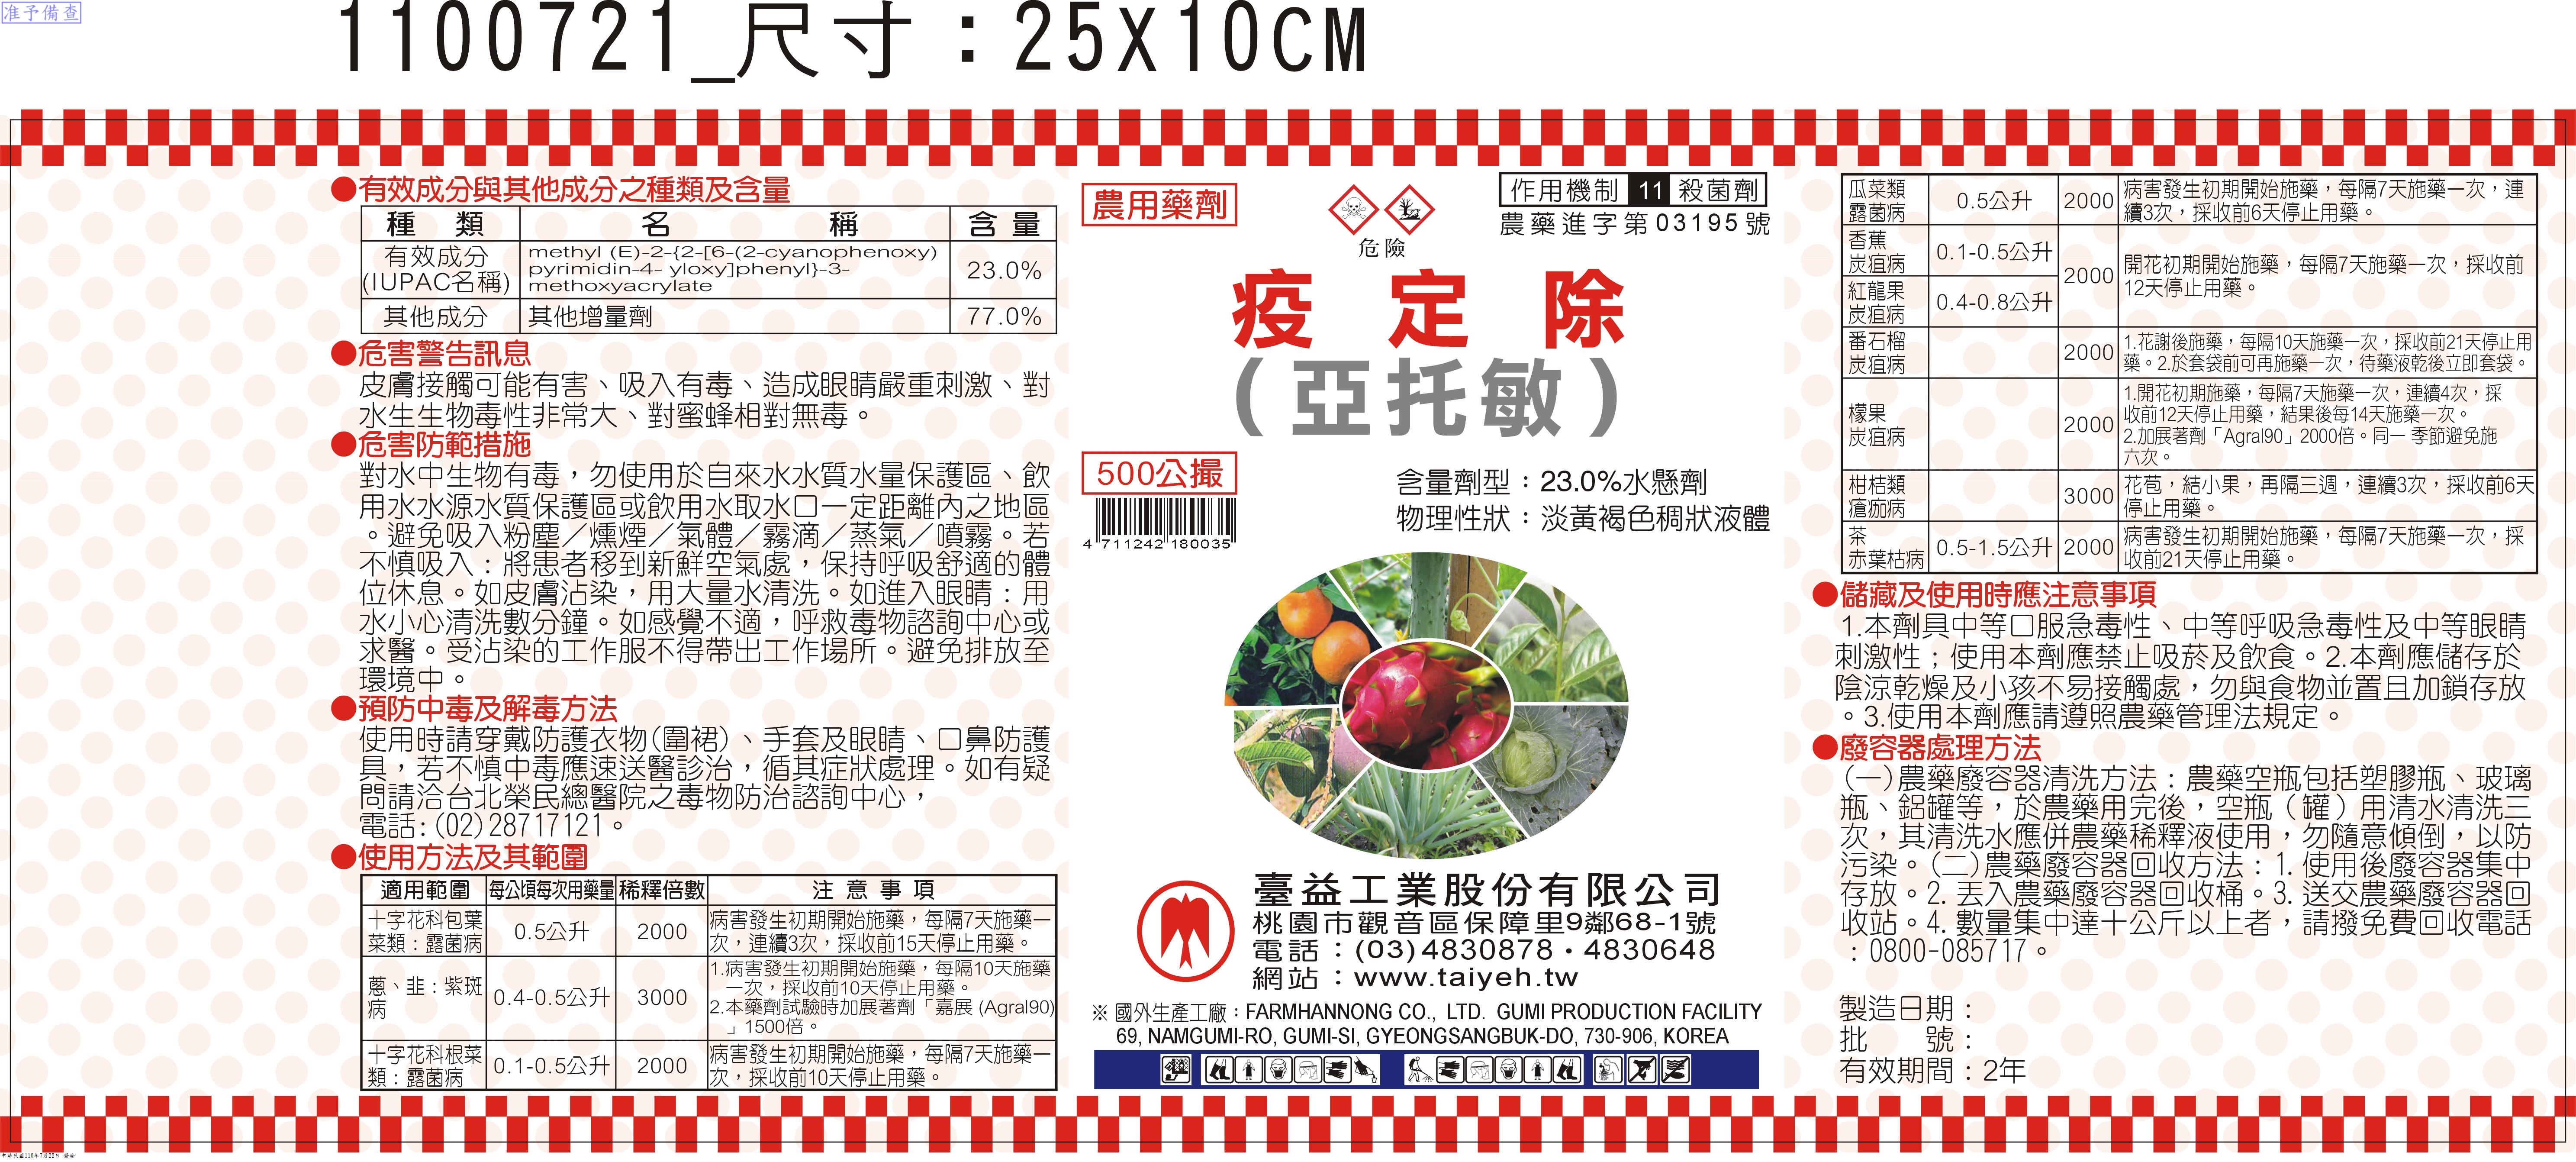 准予備查
1100721_尺寸：25X10CM
●有效成分與其他成分之種類及含量
種 類 名 稱 含 量
有效成分
(IUPAC名稱)
methyl (E)-2-{2-[6-(2-cyanophenoxy)
pyrimidin-4- yloxy]phenyl}-3-
methoxyacrylate
23.0%
其他成分 其他增量劑 77.0%
●危害警告訊息
皮膚接觸可能有害、吸入有毒、造成眼睛嚴重刺激、對
水生生物毒性非常大、對蜜蜂相對無毒。
●危害防範措施
對水中生物有毒，勿使用於自來水水質水量保護區、飲
用水水源水質保護區或飲用水取水口一定距離內之地區
。避免吸入粉塵／燻煙／氣體／霧滴／蒸氣／噴霧。若
不慎吸入：將患者移到新鮮空氣處，保持呼吸舒適的體
位休息。如皮膚沾染，用大量水清洗。如進入眼睛：用
水小心清洗數分鐘。如感覺不適，呼救毒物諮詢中心或
求醫。受沾染的工作服不得帶出工作場所。避免排放至
環境中。
●預防中毒及解毒方法
使用時請穿戴防護衣物(圍裙)、手套及眼睛、口鼻防護
具，若不慎中毒應速送醫診治，循其症狀處理。如有疑
問請洽台北榮民總醫院之毒物防治諮詢中心，
電話:(02)28717121。
●使用方法及其範圍
適用範圍 每公頃每次用藥量 稀釋倍數 注 意 事 項
十字花科包葉
菜類：露菌病
0.5公升 2000
病害發生初期開始施藥，每隔7天施藥一
次，連續3次，採收前15天停止用藥。
蔥、韭：紫斑
病
0.4-0.5公升 3000
1.病害發生初期開始施藥，每隔10天施藥
一次，採收前10天停止用藥。
2.本藥劑試驗時加展著劑「嘉展 (Agral90)
」1500倍。
十字花科根菜
類：露菌病
0.1-0.5公升 2000
病害發生初期開始施藥，每隔7天施藥一
次，採收前10天停止用藥。
農用藥劑
危險
作用機制 11 殺菌劑
農藥進字第03195號
疫定除
(亞托敏)
500公撮
4 711242 180035
含量劑型：23.0%水懸劑
物理性狀：淡黃褐色稠狀液體
臺益工業股份有限公司
桃園市觀音區保障里9鄰68-1號
電話：(03)4830878・4830648
網站：www.taiyeh.tw
※ 國外生產工廠：FARMHANNONG CO., LTD. GUMI PRODUCTION FACILITY
69, NAMGUMI-RO, GUMI-SI, GYEONGSANGBUK-DO, 730-906, KOREA
瓜菜類
露菌病
0.5公升 2000
病害發生初期開始施藥，每隔7天施藥一次，連
續3次，採收前6天停止用藥。
香蕉
炭疽病
0.1-0.5公升
紅龍果
炭疽病
0.4-0.8公升
2000
開花初期開始施藥，每隔7天施藥一次，採收前
12天停止用藥。
番石榴
炭疽病
2000
1.花謝後施藥，每隔10天施藥一次，採收前21天停止用
藥。2.於套袋前可再施藥一次，待藥液乾後立即套袋。
檬果
炭疽病
2000
1.開花初期施藥，每隔7天施藥一次，連續4次，採
收前12天停止用藥，結果後每14天施藥一次。
2.加展著劑「Agral90」2000倍。同一 季節避免施
六次。
柑桔類
瘡痂病
3000
花苞，結小果，再隔三週，連續3次，採收前6天
停止用藥。
茶
赤葉枯病
0.5-1.5公升 2000
病害發生初期開始施藥，每隔7天施藥一次，採
收前21天停止用藥。
●儲藏及使用時應注意事項
1.本劑具中等口服急毒性、中等呼吸急毒性及中等眼睛
刺激性；使用本劑應禁止吸菸及飲食。2.本劑應儲存於
陰涼乾燥及小孩不易接觸處，勿與食物並置且加鎖存放
。3.使用本劑應請遵照農藥管理法規定。
●廢容器處理方法
(一)農藥廢容器清洗方法：農藥空瓶包括塑膠瓶、玻璃
瓶、鋁罐等，於農藥用完後，空瓶（罐）用清水清洗三
次，其清洗水應併農藥稀釋液使用，勿隨意傾倒，以防
污染。(二)農藥廢容器回收方法：1. 使用後廢容器集中
存放。2. 丟入農藥廢容器回收桶。3. 送交農藥廢容器回
收站。4. 數量集中達十公斤以上者，請撥免費回收電話
：0800-085717。
製造日期：
批 號：
有效期間：2年